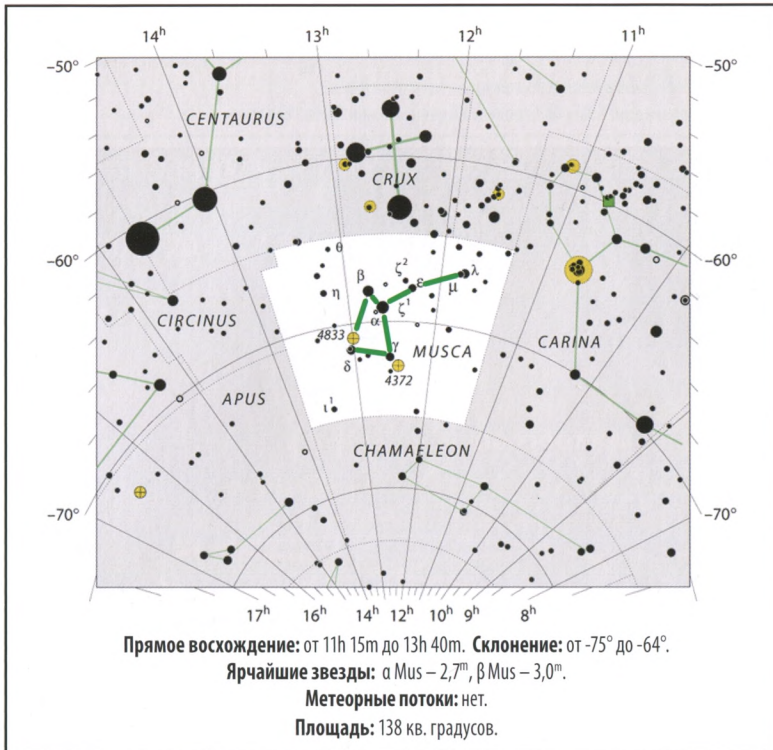 14h 13h 12h 11h
–50° –50°
CENTAURUS
CRUX
–60° –60°
θ
β ζ² λ
η ε μ
α ζ¹
CIRCINUS
4833
CARINA
γ MUSCA
δ
4372
APUS
ι¹
CHAMAELEON
–70° –70°
17h 16h 14h 12h 10h 9h 8h
Прямое восхождение: от 11h 15m до 13h 40m. Склонение: от -75° до -64°.
Ярчайшие звезды: α Mus – 2,7m, β Mus – 3,0m.
Метеорные потоки: нет.
Площадь: 138 кв. градусов.